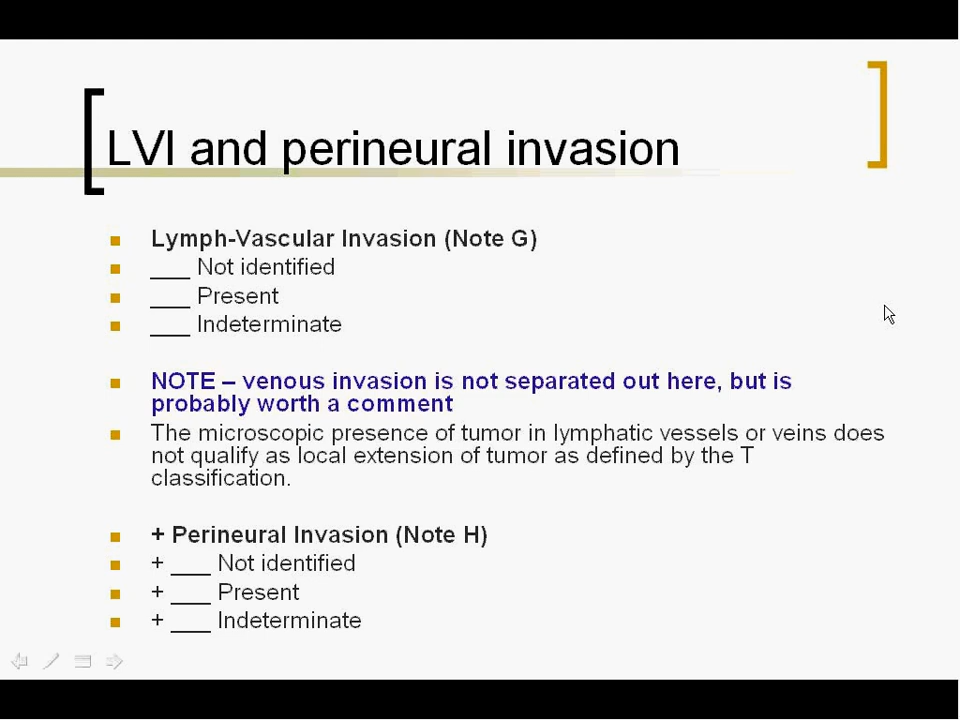 LVI and perineural invasion
Lymph-Vascular Invasion (Note G)
___ Not identified
___ Present
___ Indeterminate
NOTE – venous invasion is not separated out here, but is
probably worth a comment
The microscopic presence of tumor in lymphatic vessels or veins does
not qualify as local extension of tumor as defined by the T
classification.
+ Perineural Invasion (Note H)
+ ___ Not identified
+ ___ Present
+ ___ Indeterminate